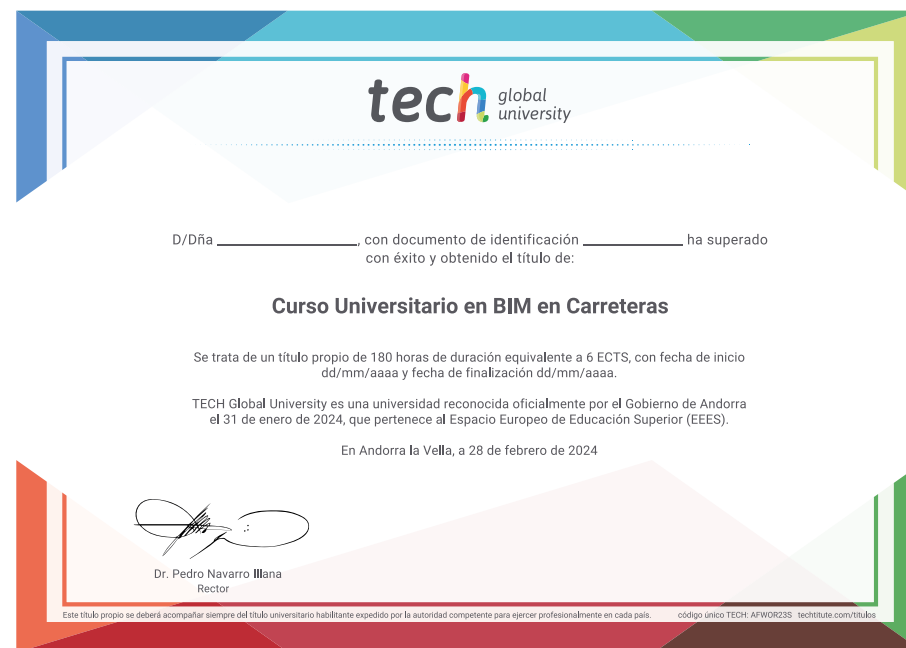 tech global university
D/Dña ____________________, con documento de identificación ______________ ha superado
con éxito y obtenido el título de:
Curso Universitario en BIM en Carreteras
Se trata de un título propio de 180 horas de duración equivalente a 6 ECTS, con fecha de inicio
dd/mm/aaaa y fecha de finalización dd/mm/aaaa.
TECH Global University es una universidad reconocida oficialmente por el Gobierno de Andorra
el 31 de enero de 2024, que pertenece al Espacio Europeo de Educación Superior (EEES).
En Andorra la Vella, a 28 de febrero de 2024
Dr. Pedro Navarro Illana
Rector
Este título propio se deberá acompañar siempre del título universitario habilitante expedido por la autoridad competente para ejercer profesionalmente en cada país. código único TECH: AFWOR23S techtitute.com/titulos